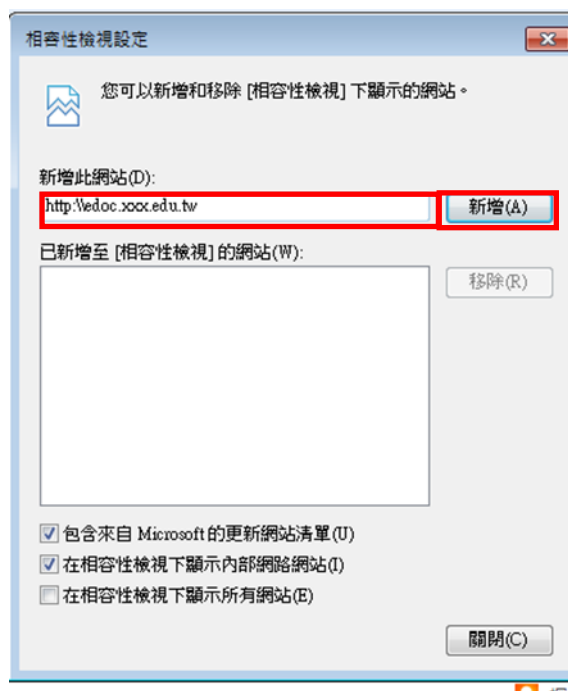 相容性檢視設定
您可以新增和移除 [相容性檢視] 下顯示的網站。
新增此網站(D):
http:\\edoc.xxx.edu.tw
新增(A)
已新增至 [相容性檢視] 的網站(W):
移除(R)
包含來自 Microsoft 的更新網站清單(U)
在相容性檢視下顯示內部網路網站(I)
在相容性檢視下顯示所有網站(E)
關閉(C)